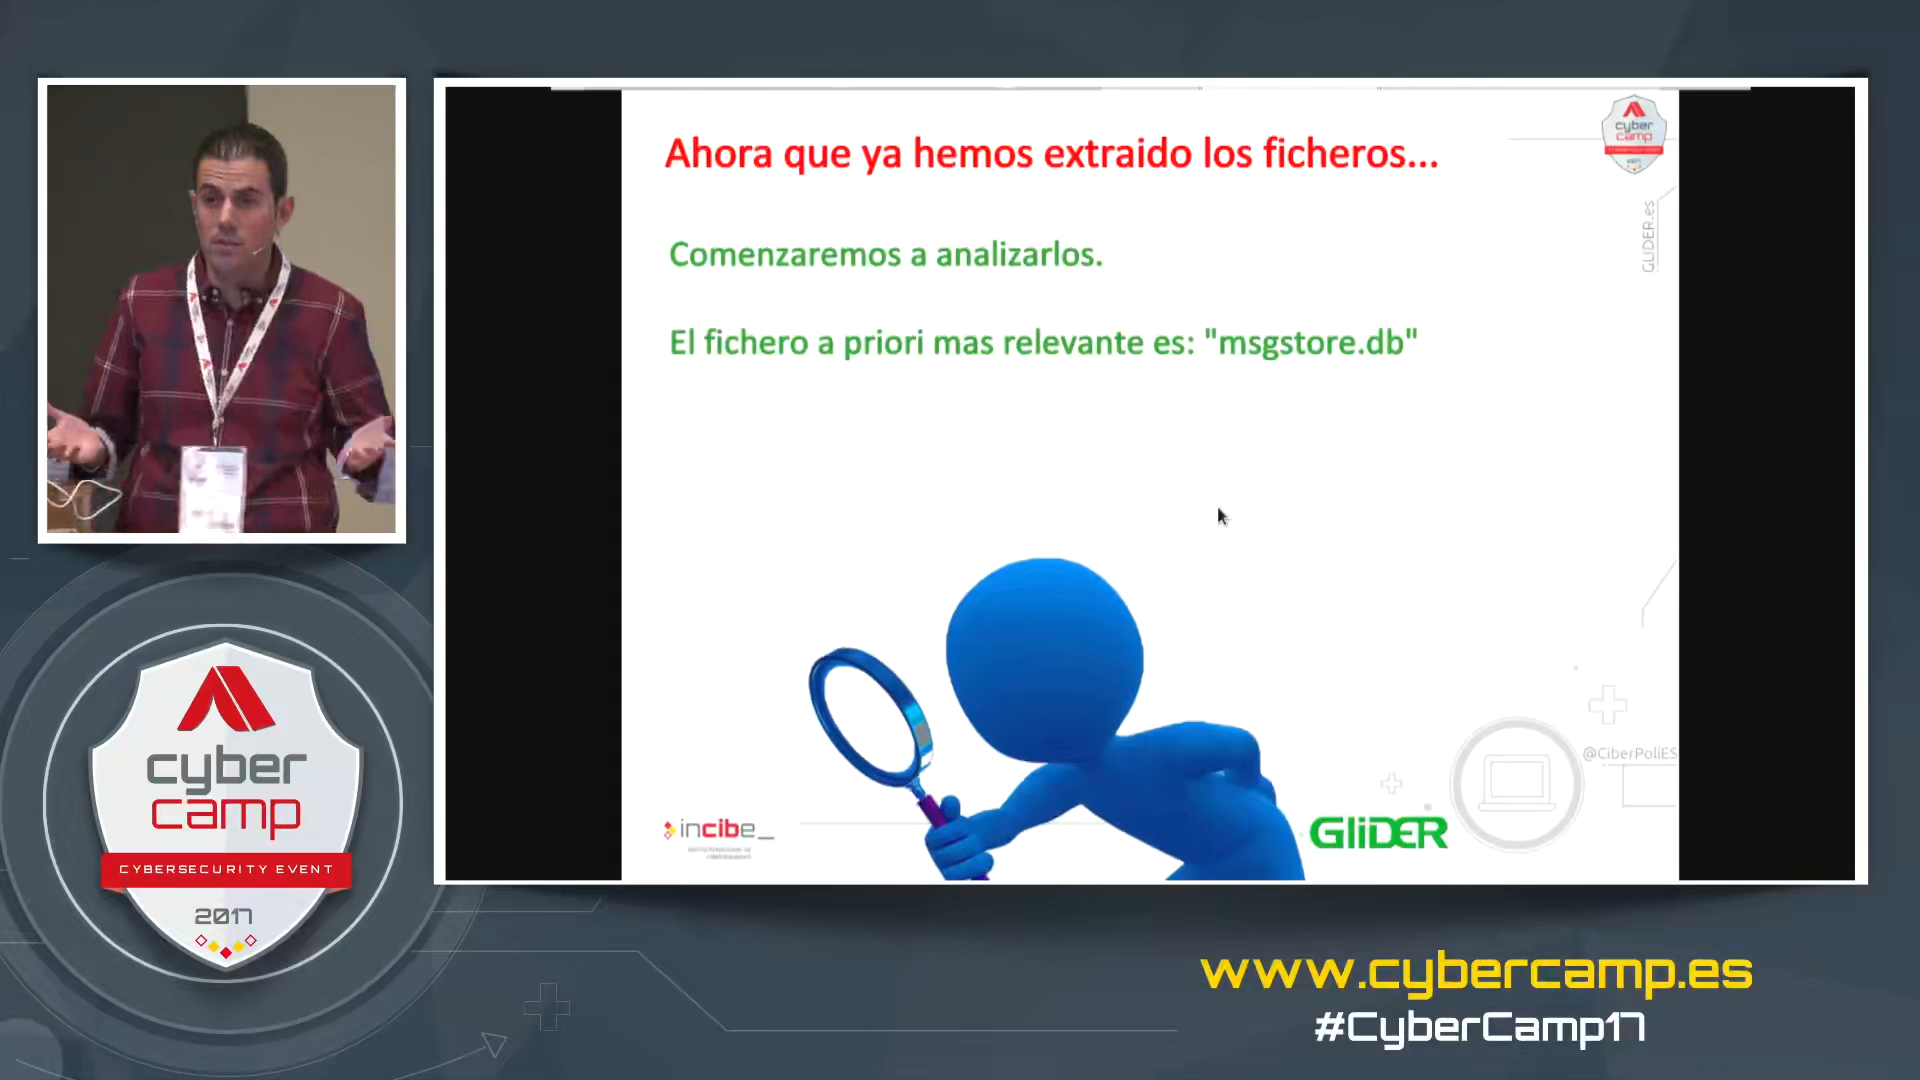 Ahora que ya hemos extraido los ficheros...
cyber
camp
GLIDER.es
Comenzaremos a analizarlos.
El fichero a priori mas relevante es: "msgstore.db"
@CiberPoliES
incibe_
GliDER
cyber
camp
CYBERSECURITY EVENT
2017
www.cybercamp.es
#CyberCamp17